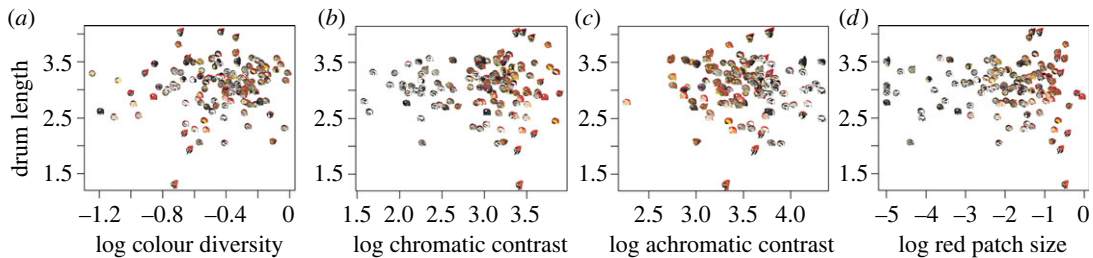 (a) (b) (c) (d)
drum length
3.5 3.5 3.5 3.5
2.5 2.5 2.5 2.5
1.5 1.5 1.5 1.5
−1.2 −0.8 −0.4 0 1.5 2.0 2.5 3.0 3.5 2.5 3.0 3.5 4.0 −5 −4 −3 −2 −1 0
log colour diversity log chromatic contrast log achromatic contrast log red patch size